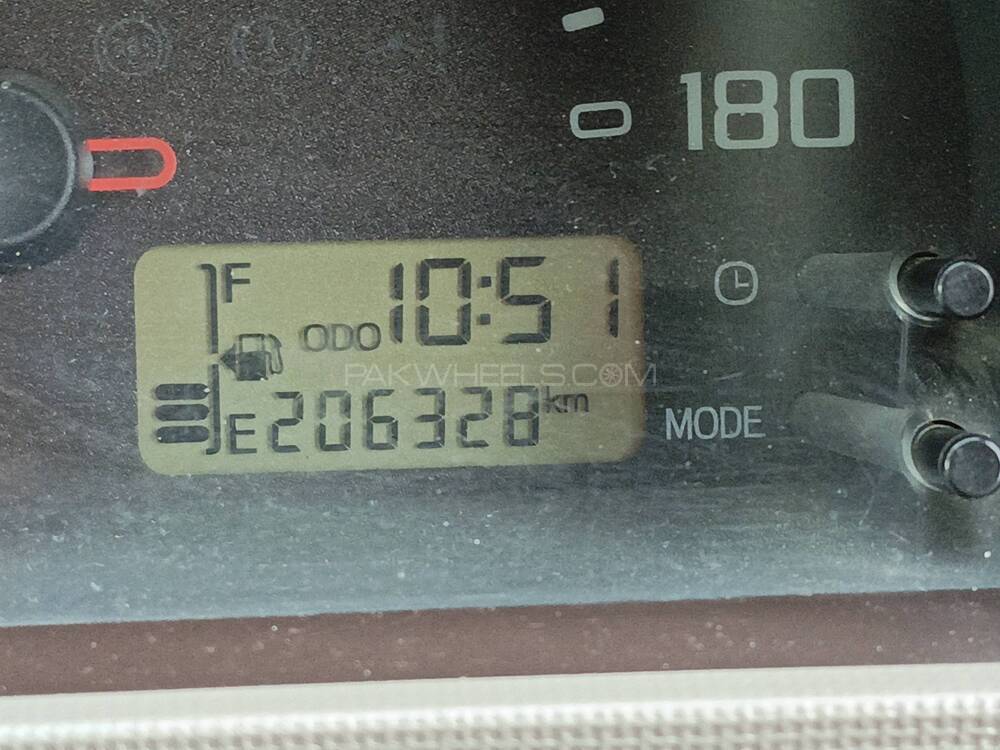 180
F
10:51
ODO
PAKWHEELS.COM
E 206328 km
MODE